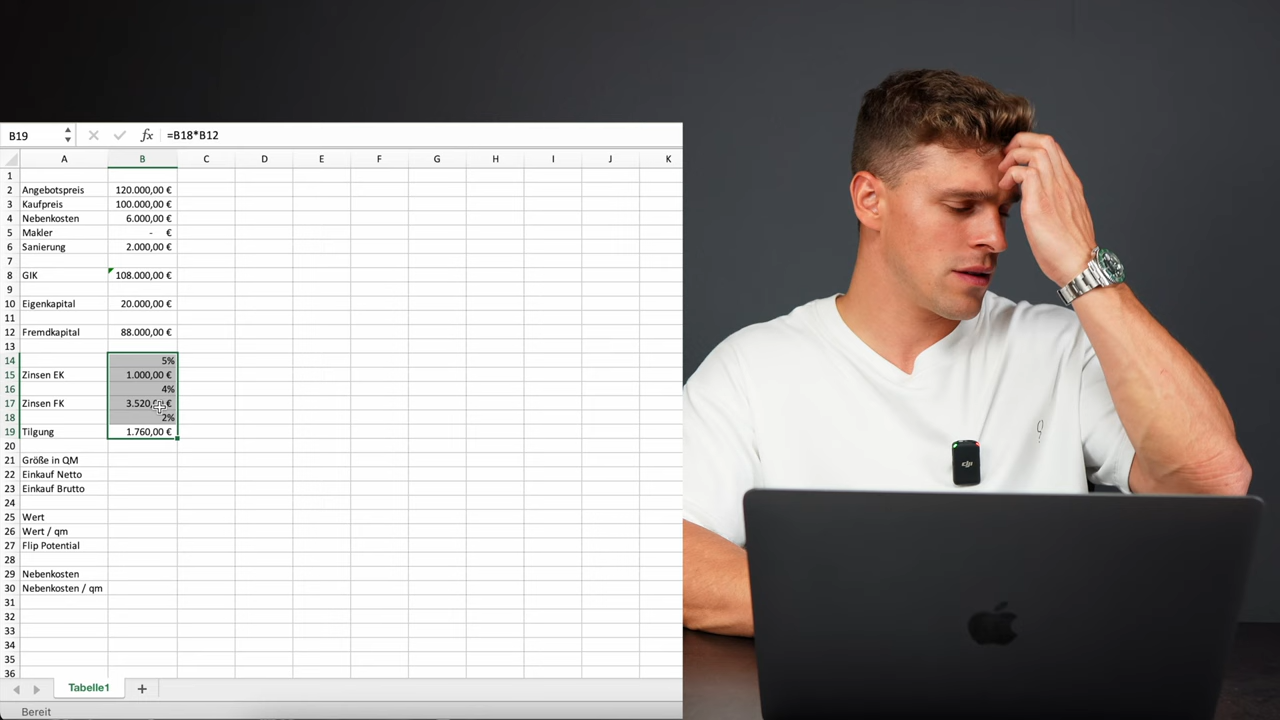 B19 fx =B18*B12
A B C D E F G H I J K
1
2 Angebotspreis 120.000,00 €
3 Kaufpreis 100.000,00 €
4 Nebenkosten 6.000,00 €
5 Makler - €
6 Sanierung 2.000,00 €
7
8 GIK 108.000,00 €
9
10 Eigenkapital 20.000,00 €
11
12 Fremdkapital 88.000,00 €
13
14 5%
15 Zinsen EK 1.000,00 €
16 4%
17 Zinsen FK 3.520, €
18 2%
19 Tilgung 1.760,00 €
20
21 Größe in QM
22 Einkauf Netto
23 Einkauf Brutto
24
25 Wert
26 Wert / qm
27 Flip Potential
28
29 Nebenkosten
30 Nebenkosten / qm
31
32
33
34
35
36
Tabelle1 +
Bereit
dji